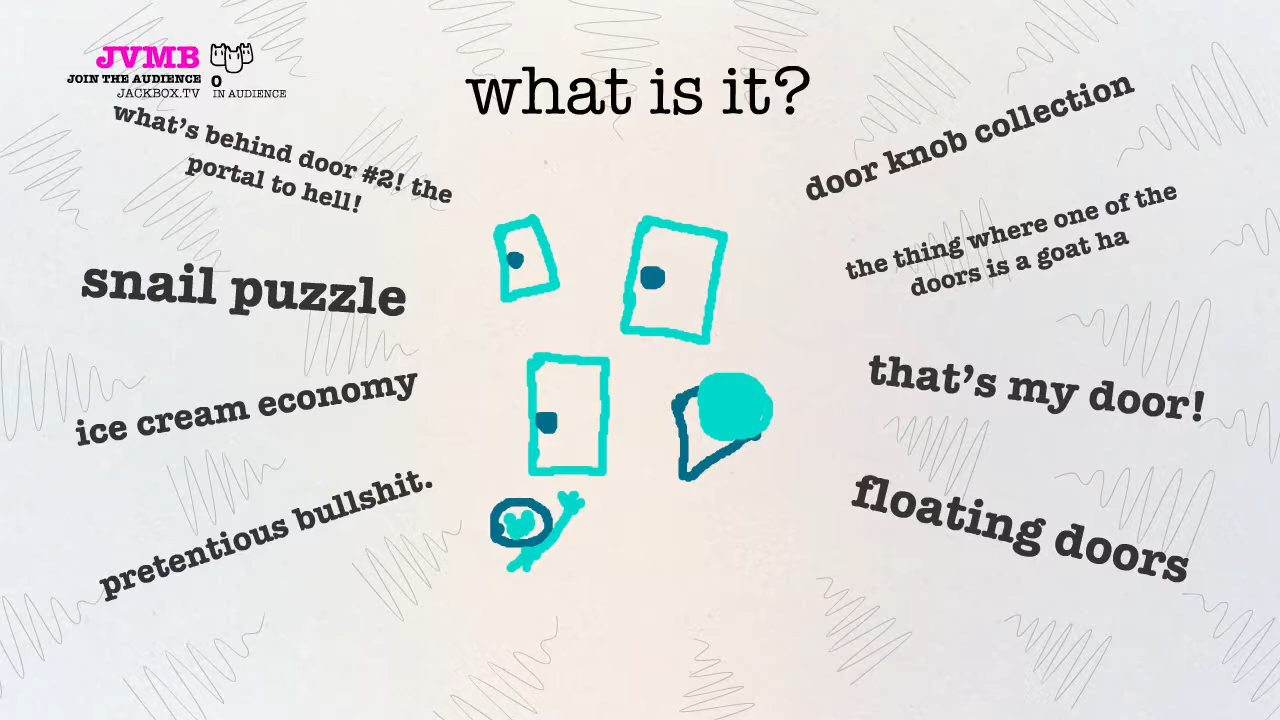 JVMB
JOIN THE AUDIENCE
JACKBOX.TV
0
IN AUDIENCE
what is it?
what's behind door #2! the
portal to hell!
snail puzzle
ice cream economy
pretentious bullshit.
door knob collection
the thing where one of the
doors is a goat ha
that's my door!
floating doors